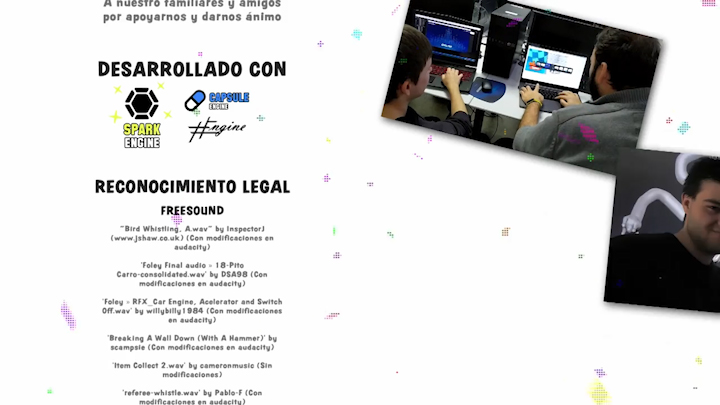 A nuestro familiares y amigos
por apoyarnos y darnos ánimo
DESARROLLADO CON
SPARK
ENGINE
CAPSULE
ENGINE
#Engine
RECONOCIMIENTO LEGAL
FREESOUND
"Bird Whistling, A.wav" by InspectorJ
(www.jshaw.co.uk) (Con modificaciones en
audacity)
'Foley Final audio » 18-Pito
Carro-consolidated.wav' by DSA98 (Con
modificaciones en audacity)
'Foley » RFX_Car Engine, Acelerator and Switch
Off.wav' by willybilly1984 (Con modificaciones
en audacity)
'Breaking A Wall Down (With A Hammer)' by
scampsie (Con modificaciones en audacity)
'Item Collect 2.wav' by cameronmusic (Sin
modificaciones)
'referee-whistle.wav' by Pablo-F (Con
modificaciones en audacity)